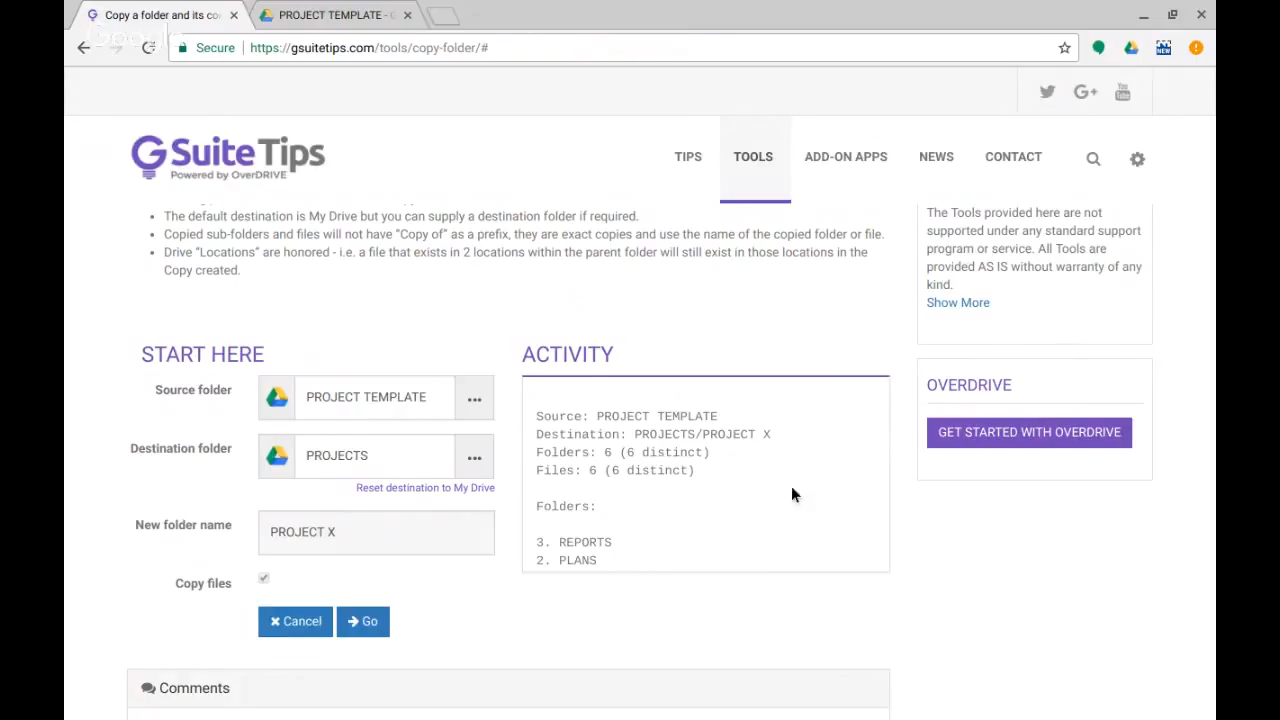 Copy a folder and its co
PROJECT TEMPLATE -
Google
Secure https://gsuitetips.com/tools/copy-folder/#
NEW
G+
You Tube
GSuiteTips
Powered by OverDRIVE
TIPS TOOLS ADD-ON APPS NEWS CONTACT
• The default destination is My Drive but you can supply a destination folder if required.
• Copied sub-folders and files will not have “Copy of” as a prefix, they are exact copies and use the name of the copied folder or file.
• Drive “Locations” are honored - i.e. a file that exists in 2 locations within the parent folder will still exist in those locations in the
Copy created.
The Tools provided here are not
supported under any standard support
program or service. All Tools are
provided AS IS without warranty of any
kind.
Show More
START HERE
Source folder PROJECT TEMPLATE ...
Destination folder PROJECTS ...
Reset destination to My Drive
New folder name PROJECT X
Copy files
Cancel Go
ACTIVITY
Source: PROJECT TEMPLATE
Destination: PROJECTS/PROJECT X
Folders: 6 (6 distinct)
Files: 6 (6 distinct)
Folders:
3. REPORTS
2. PLANS
OVERDRIVE
GET STARTED WITH OVERDRIVE
Comments